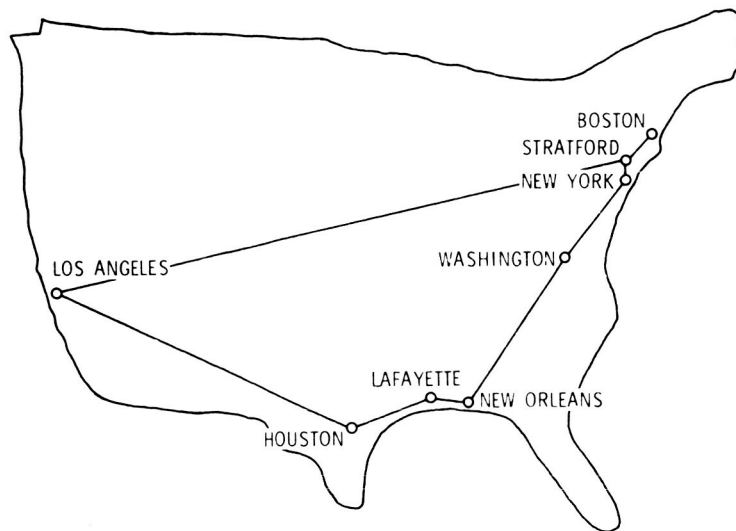 BOSTON
STRATFORD
NEW YORK
WASHINGTON
LOS ANGELES
LAFAYETTE
NEW ORLEANS
HOUSTON